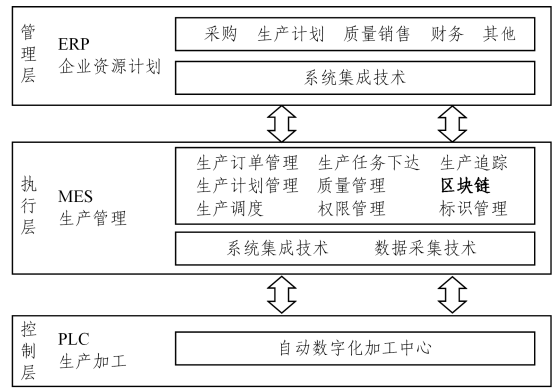 管理层
ERP
企业资源计划
采购 生产计划 质量销售 财务 其他
系统集成技术
执行层
MES
生产管理
生产订单管理 生产任务下达 生产追踪
生产计划管理 质量管理 区块链
生产调度 权限管理 标识管理
系统集成技术 数据采集技术
控制层
PLC
生产加工
自动数字化加工中心